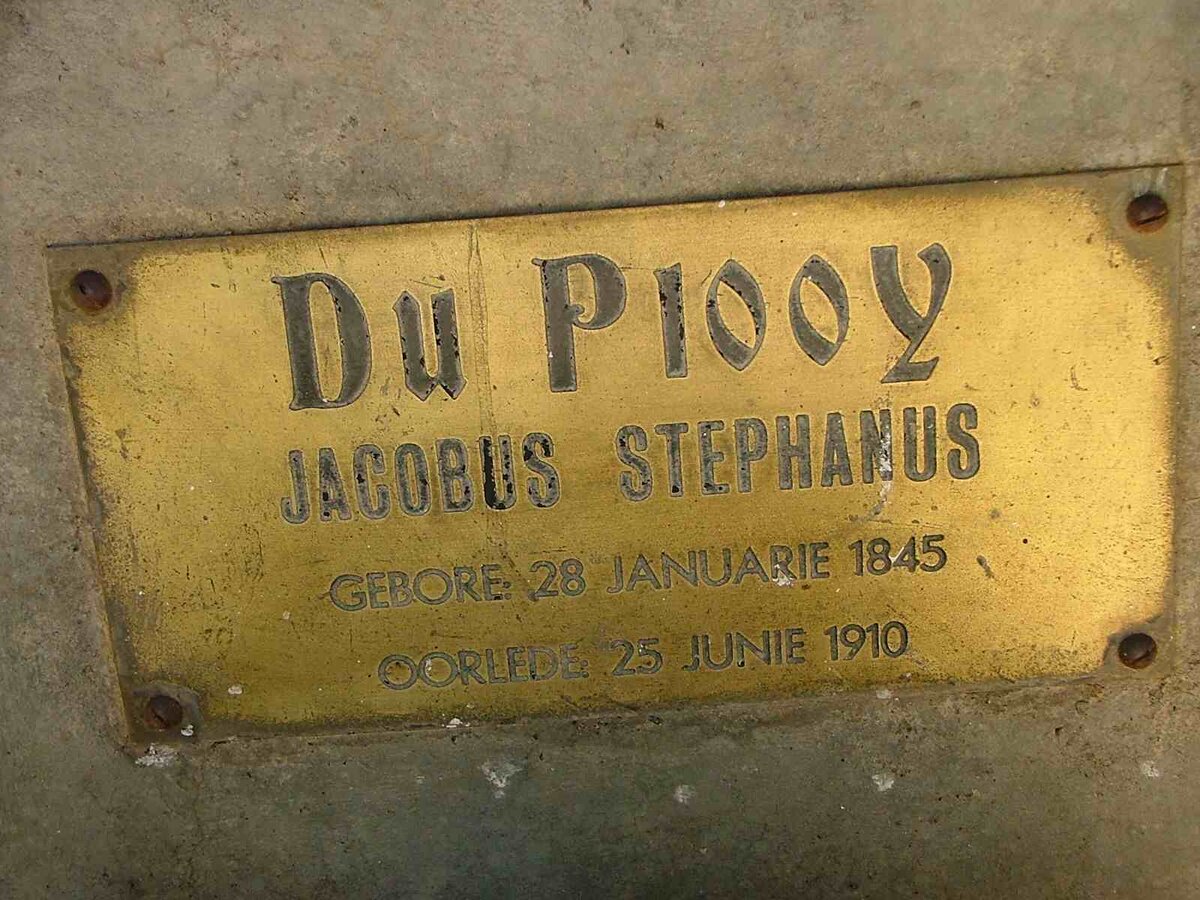 Du Plooy
JACOBUS STEPHANUS
GEBORE: 28 JANUARIE 1845
OORLEDE: 25 JUNIE 1910